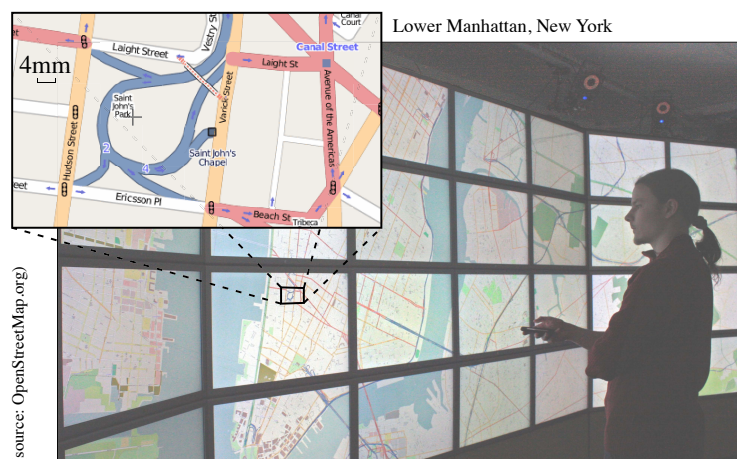 Lower Manhattan, New York
4mm
Laight Street
Vestry St
Canal Court
Canal Street
Laight St
Saint
John's
Park
Hudson Street
Varick Street
Avenue of the Americas
Saint John's
Chapel
2
4
eet
Ericsson Pl
Beach St
Tribeca
source: OpenStreetMap.org)